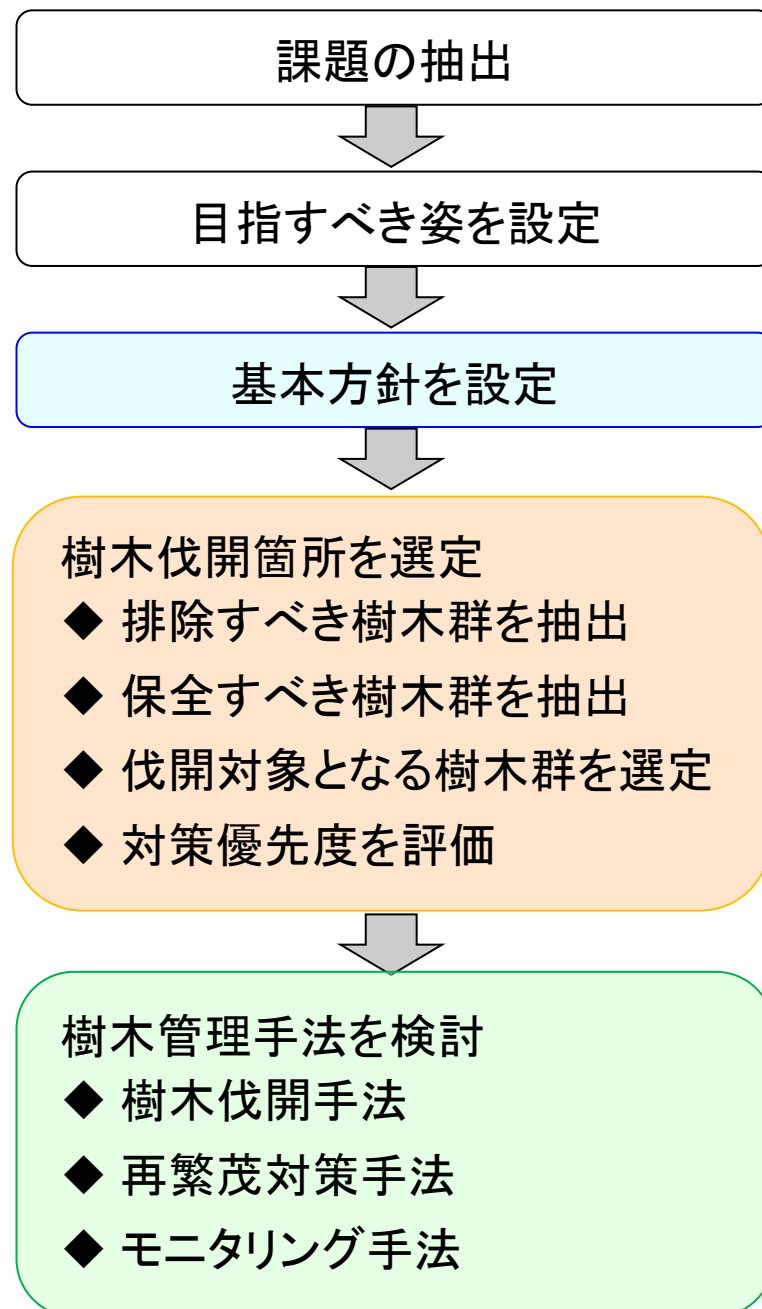 課題の抽出
目指すべき姿を設定
基本方針を設定
樹木伐開箇所を選定
◆ 排除すべき樹木群を抽出
◆ 保全すべき樹木群を抽出
◆ 伐開対象となる樹木群を選定
◆ 対策優先度を評価
樹木管理手法を検討
◆ 樹木伐開手法
◆ 再繁茂対策手法
◆ モニタリング手法